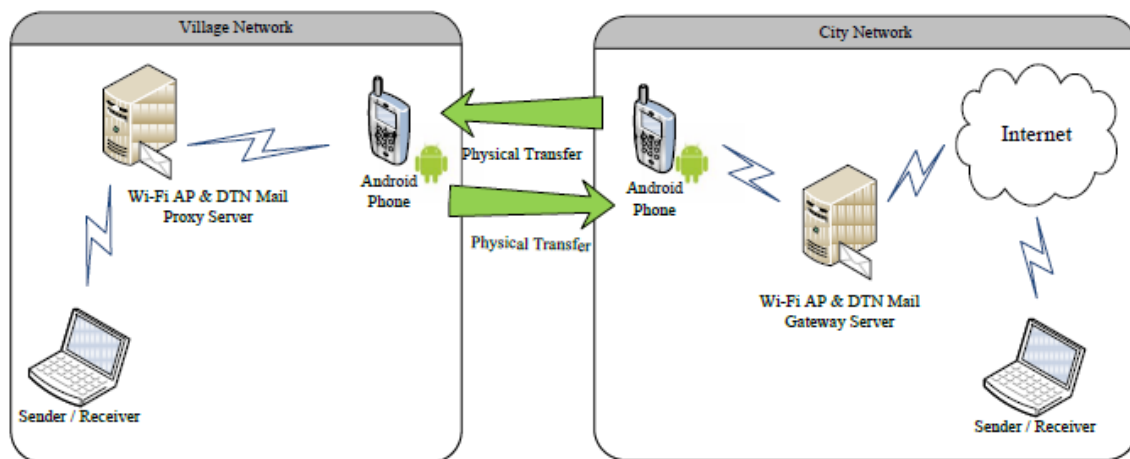 Village Network
City Network
Wi-Fi AP & DTN Mail
Proxy Server
Android
Phone
Sender / Receiver
Physical Transfer
Physical Transfer
Android
Phone
Wi-Fi AP & DTN Mail
Gateway Server
Internet
Sender / Receiver